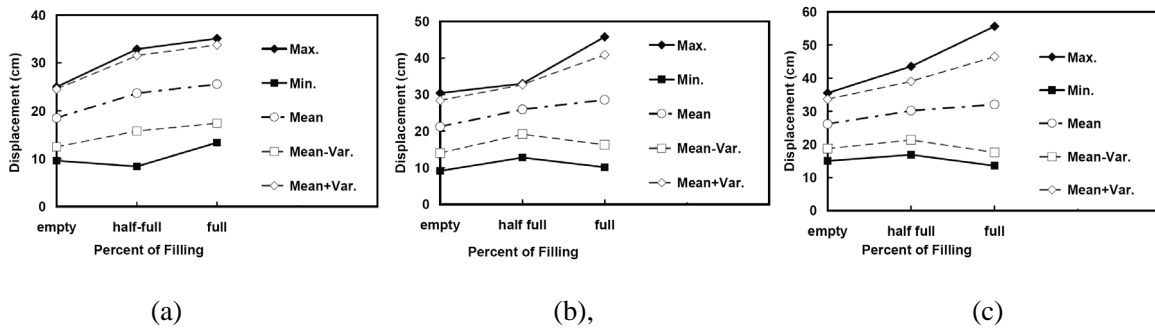 40
30
20
10
0
Displacement (cm)
empty
half-full
full
Percent of Filling
Max.
Min.
Mean
Mean-Var.
Mean+Var.
(a)
50
40
30
20
10
0
Displacement (cm)
empty
half full
full
Percent of Filling
Max.
Min.
Mean
Mean-Var.
Mean+Var.
(b),
60
50
40
30
20
10
0
Displacement (cm)
empty
half full
full
Percent of Filling
Max.
Min.
Mean
Mean-Var.
Mean+Var.
(c)